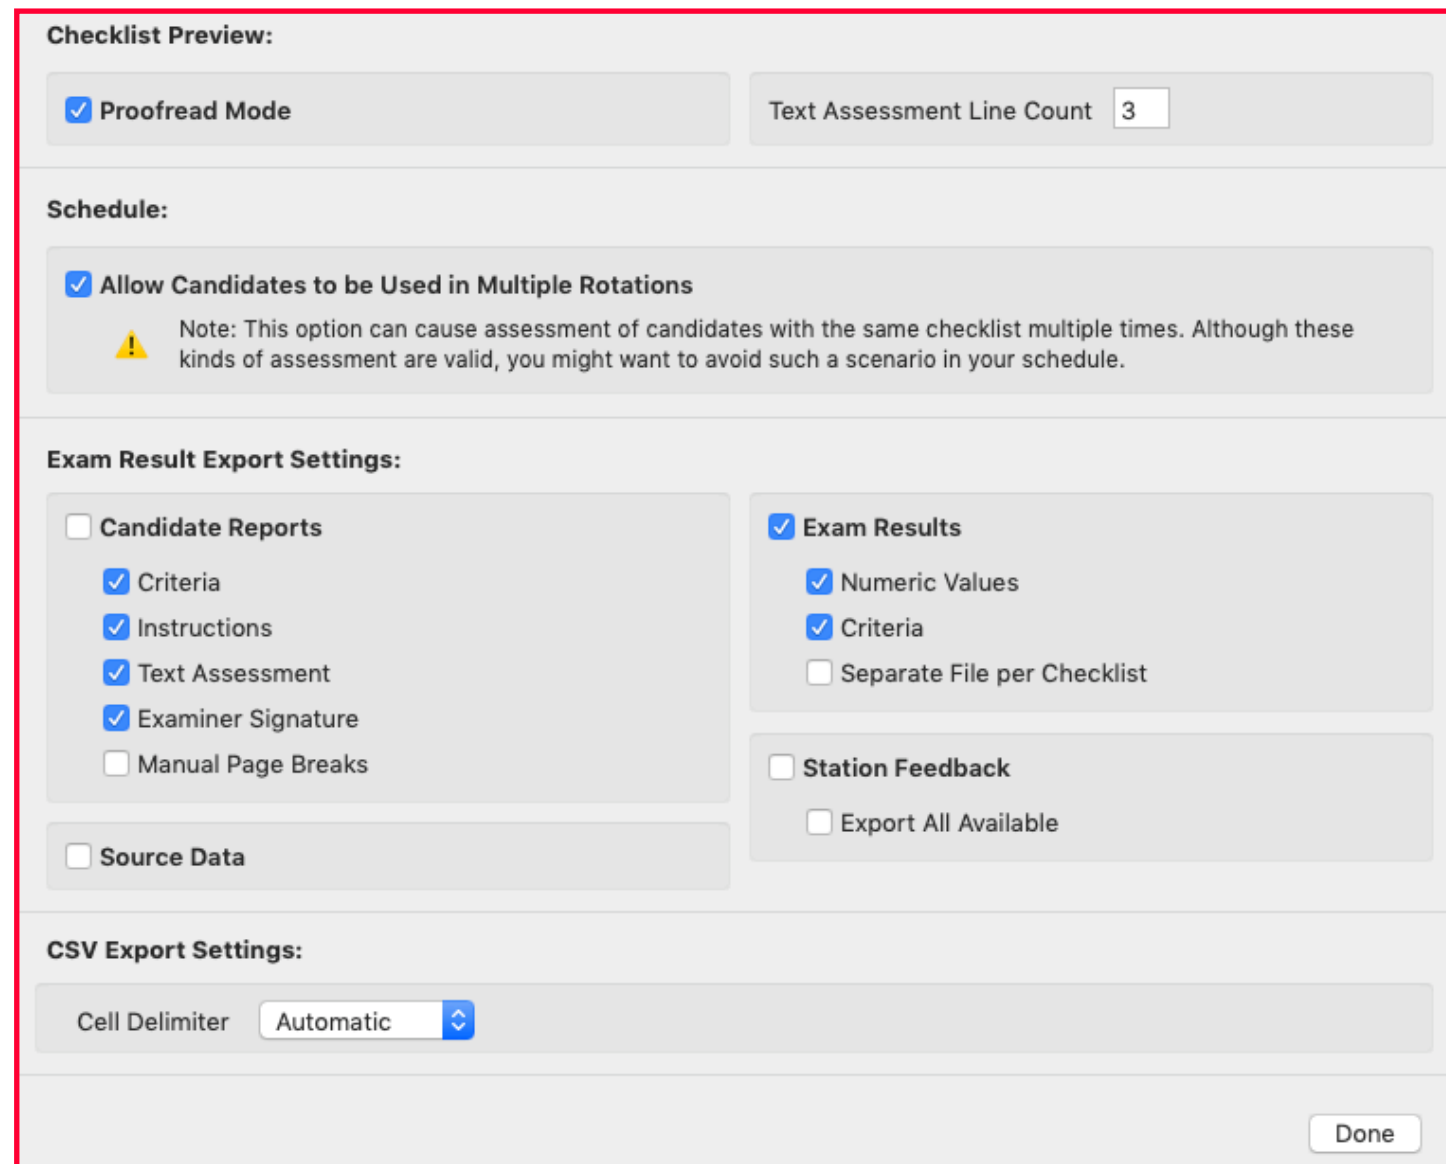 Checklist Preview:
Proofread Mode
Text Assessment Line Count 3
Schedule:
Allow Candidates to be Used in Multiple Rotations
Note: This option can cause assessment of candidates with the same checklist multiple times. Although these
kinds of assessment are valid, you might want to avoid such a scenario in your schedule.
Exam Result Export Settings:
Candidate Reports
Criteria
Instructions
Text Assessment
Examiner Signature
Manual Page Breaks
Source Data
Exam Results
Numeric Values
Criteria
Separate File per Checklist
Station Feedback
Export All Available
CSV Export Settings:
Cell Delimiter Automatic
Done